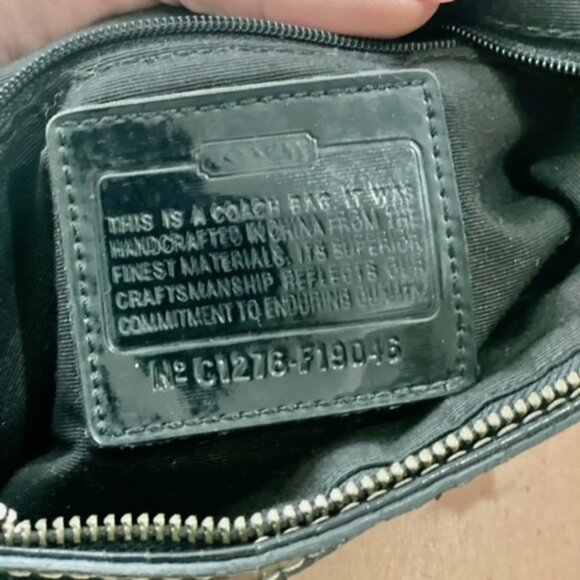 COACH
THIS IS A COACH BAG. IT WAS
HANDCRAFTED IN CHINA FROM THE
FINEST MATERIALS. ITS SUPERIOR
CRAFTSMANSHIP REFLECTS OUR
COMMITMENT TO ENDURING QUALITY.
Nº C1276-F19046